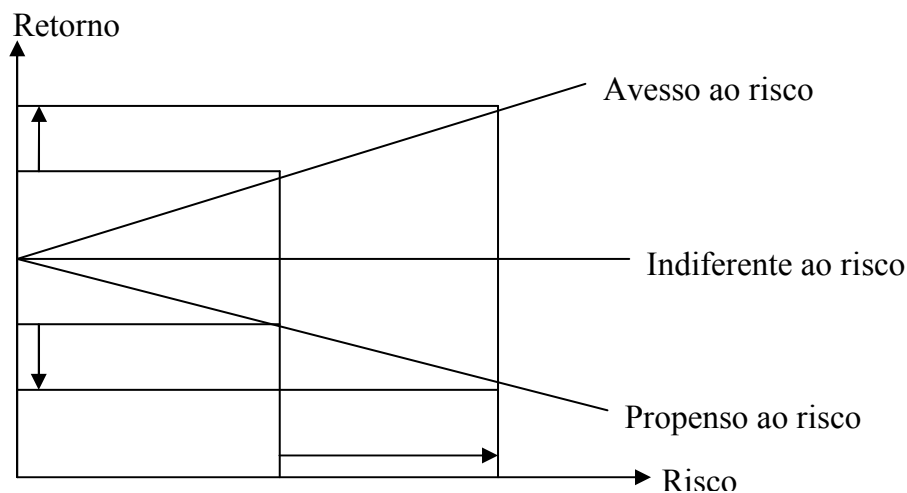 Retorno
Avesso ao risco
Indiferente ao risco
Propenso ao risco
Risco